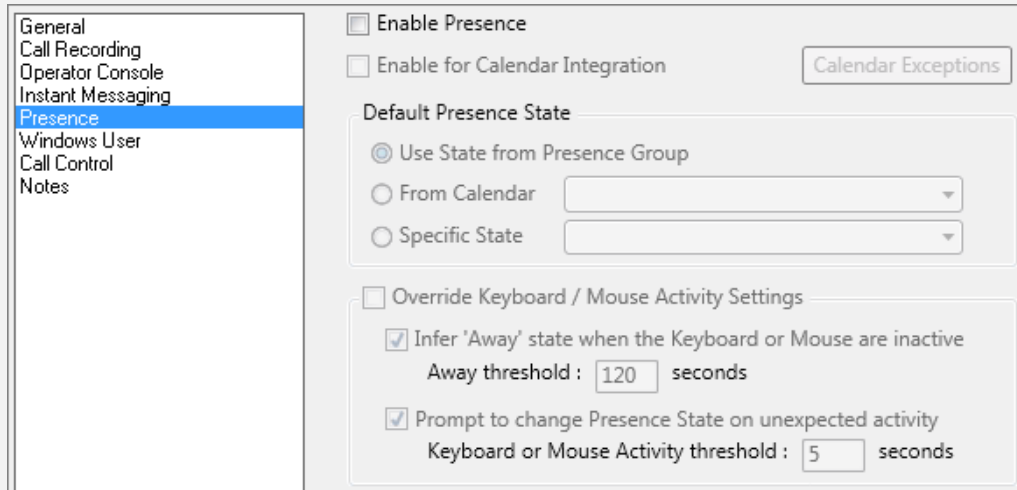 General
Call Recording
Operator Console
Instant Messaging
Presence
Windows User
Call Control
Notes
Enable Presence
Enable for Calendar Integration
Calendar Exceptions
Default Presence State
Use State from Presence Group
From Calendar
Specific State
Override Keyboard / Mouse Activity Settings
Infer 'Away' state when the Keyboard or Mouse are inactive
Away threshold : 120 seconds
Prompt to change Presence State on unexpected activity
Keyboard or Mouse Activity threshold : 5 seconds